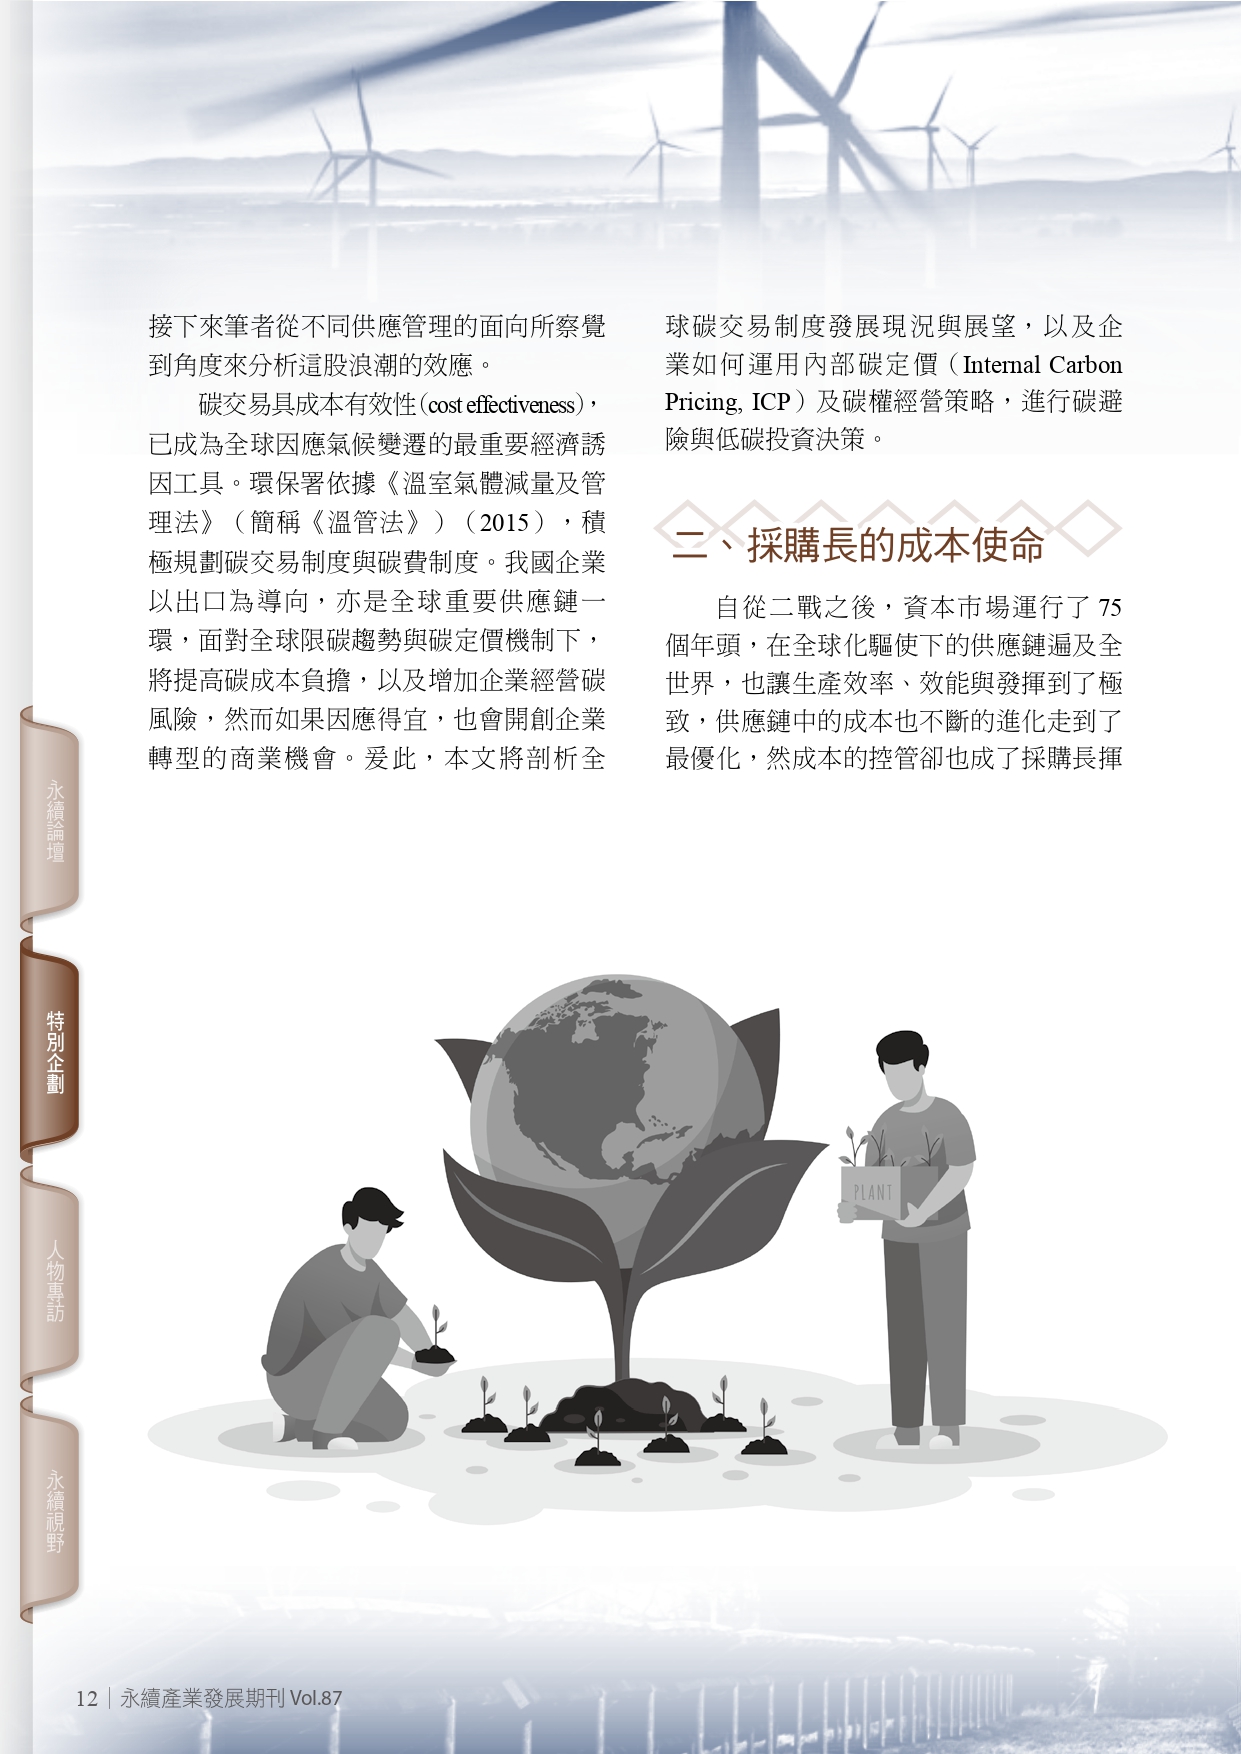 接下來筆者從不同供應管理的面向所察覺
到角度來分析這股浪潮的效應。
碳交易具成本有效性（cost effectiveness），
已成為全球因應氣候變遷的最重要經濟誘
因工具。環保署依據《溫室氣體減量及管
理法》（簡稱《溫管法》）（2015），積
極規劃碳交易制度與碳費制度。我國企業
以出口為導向，亦是全球重要供應鏈一
環，面對全球限碳趨勢與碳定價機制下，
將提高碳成本負擔，以及增加企業經營碳
風險，然而如果因應得宜，也會開創企業
轉型的商業機會。爰此，本文將剖析全
球碳交易制度發展現況與展望，以及企
業如何運用內部碳定價（Internal Carbon
Pricing, ICP）及碳權經營策略，進行碳避
險與低碳投資決策。
二、採購長的成本使命
自從二戰之後，資本市場運行了 75
個年頭，在全球化驅使下的供應鏈遍及全
世界，也讓生產效率、效能與發揮到了極
致，供應鏈中的成本也不斷的進化走到了
最優化，然成本的控管卻也成了採購長揮
永續論壇
特別企劃
人物專訪
永續視野
PLANT
12 永續產業發展期刊 Vol.87